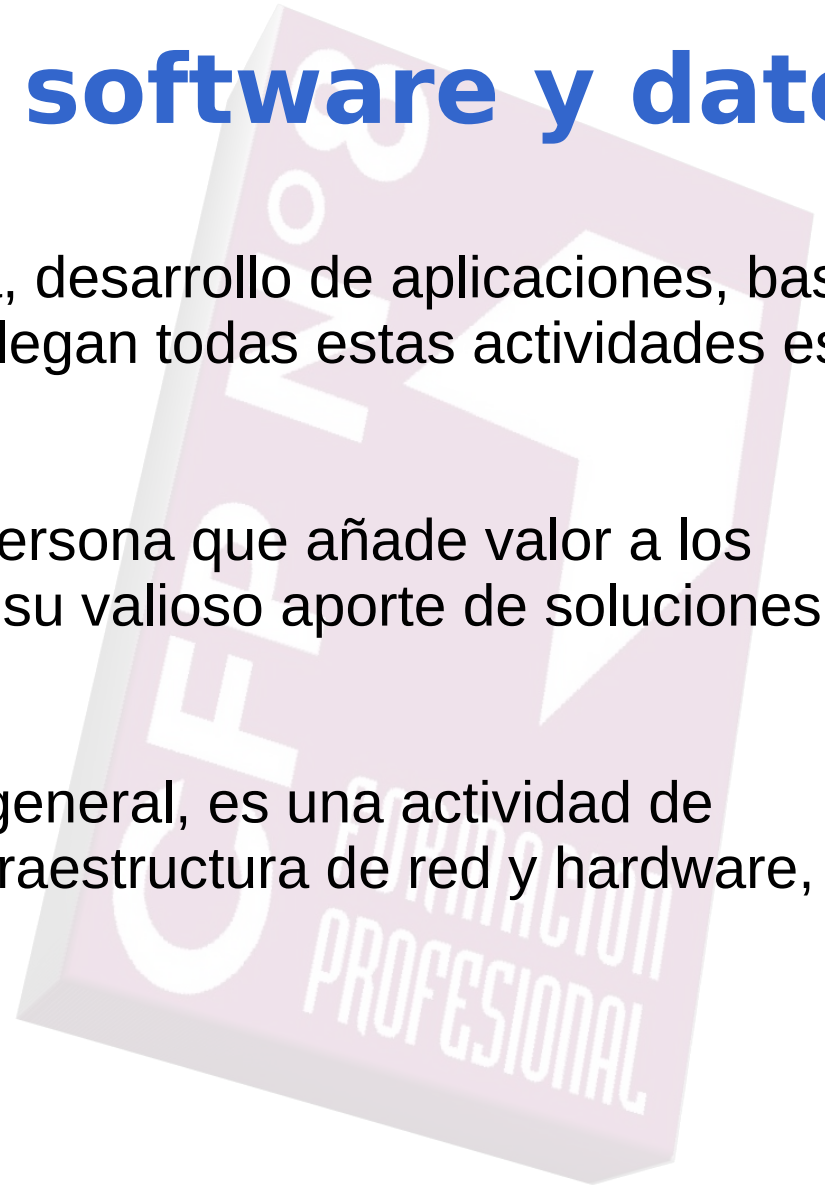 software y dat
, desarrollo de aplicaciones, bas
legan todas estas actividades es
ersona que añade valor a los
su valioso aporte de soluciones
general, es una actividad de
raestructura de red y hardware,
CFP Nº8
FORMACION
PROFESIONAL